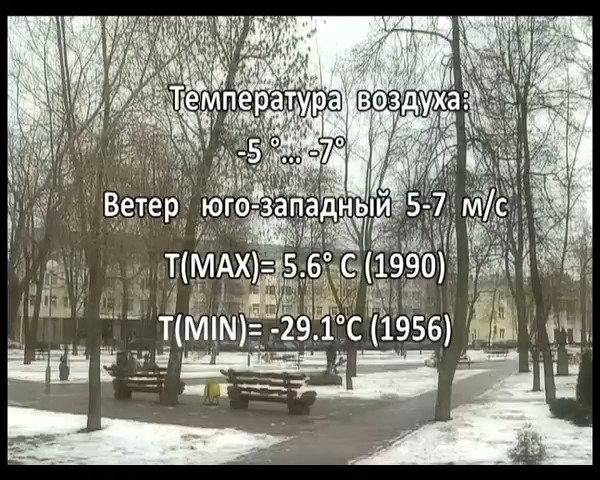 Температура воздуха:
-5 °... -7°
Ветер юго-западный 5-7 м/с
T(MAX)= 5.6° C (1990)
T(MIN)= -29.1°C (1956)